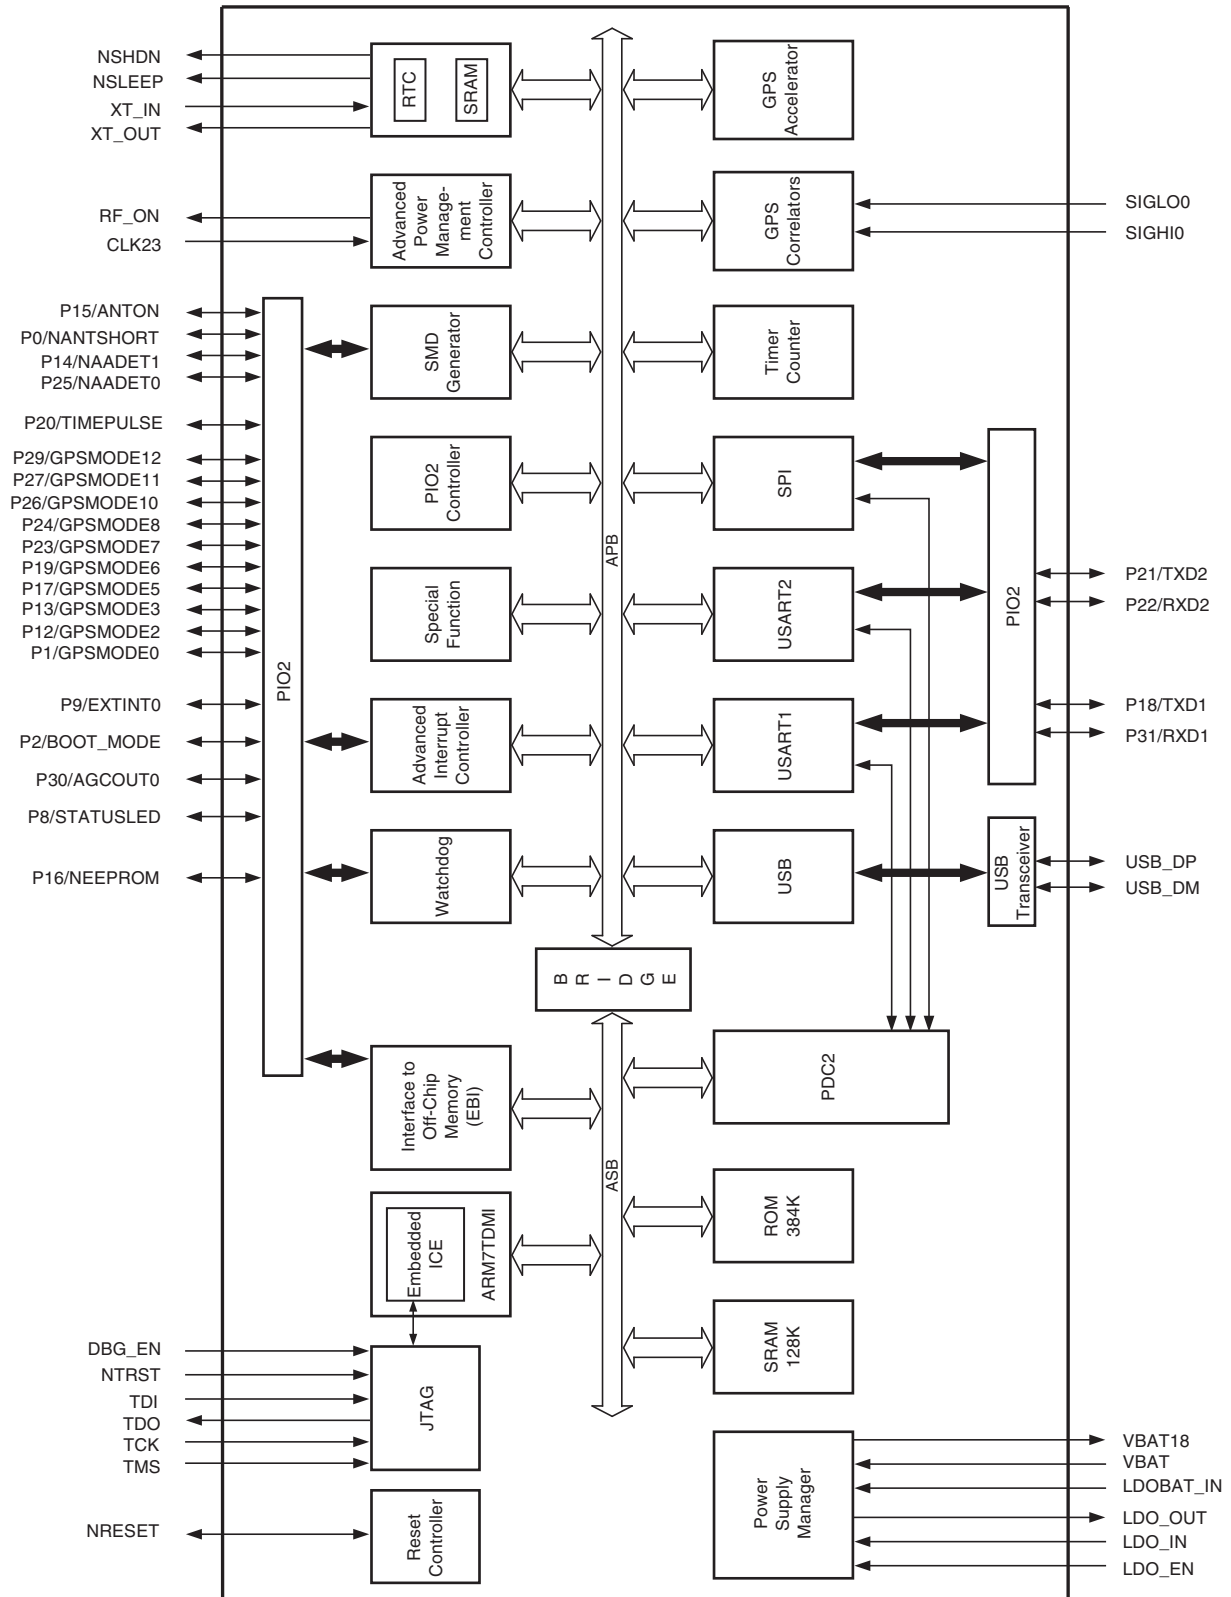 NSHDN
NSLEEP
XT_IN
XT_OUT
RF_ON
CLK23
P15/ANTON
P0/NANTSHORT
P14/NAADET1
P25/NAADET0
P20/TIMEPULSE
P29/GPSMODE12
P27/GPSMODE11
P26/GPSMODE10
P24/GPSMODE8
P23/GPSMODE7
P19/GPSMODE6
P17/GPSMODE5
P13/GPSMODE3
P12/GPSMODE2
P1/GPSMODE0
P9/EXTINT0
P2/BOOT_MODE
P30/AGCOUT0
P8/STATUSLED
P16/NEEPROM
DBG_EN
NTRST
TDI
TDO
TCK
TMS
NRESET
PIO2
RTC
SRAM
Advanced
Power
Manage-
ment
Controller
SMD
Generator
PIO2
Controller
Special
Function
Advanced
Interrupt
Controller
Watchdog
Interface to
Off-Chip
Memory
(EBI)
Embedded
ICE
ARM7TDMI
JTAG
Reset
Controller
APB
B R I D G E
ASB
GPS
Accelerator
GPS
Correlators
Timer
Counter
SPI
USART2
USART1
USB
PDC2
ROM
384K
SRAM
128K
Power
Supply
Manager
PIO2
USB
Transceiver
SIGLO0
SIGHI0
P21/TXD2
P22/RXD2
P18/TXD1
P31/RXD1
USB_DP
USB_DM
VBAT18
VBAT
LDOBAT_IN
LDO_OUT
LDO_IN
LDO_EN